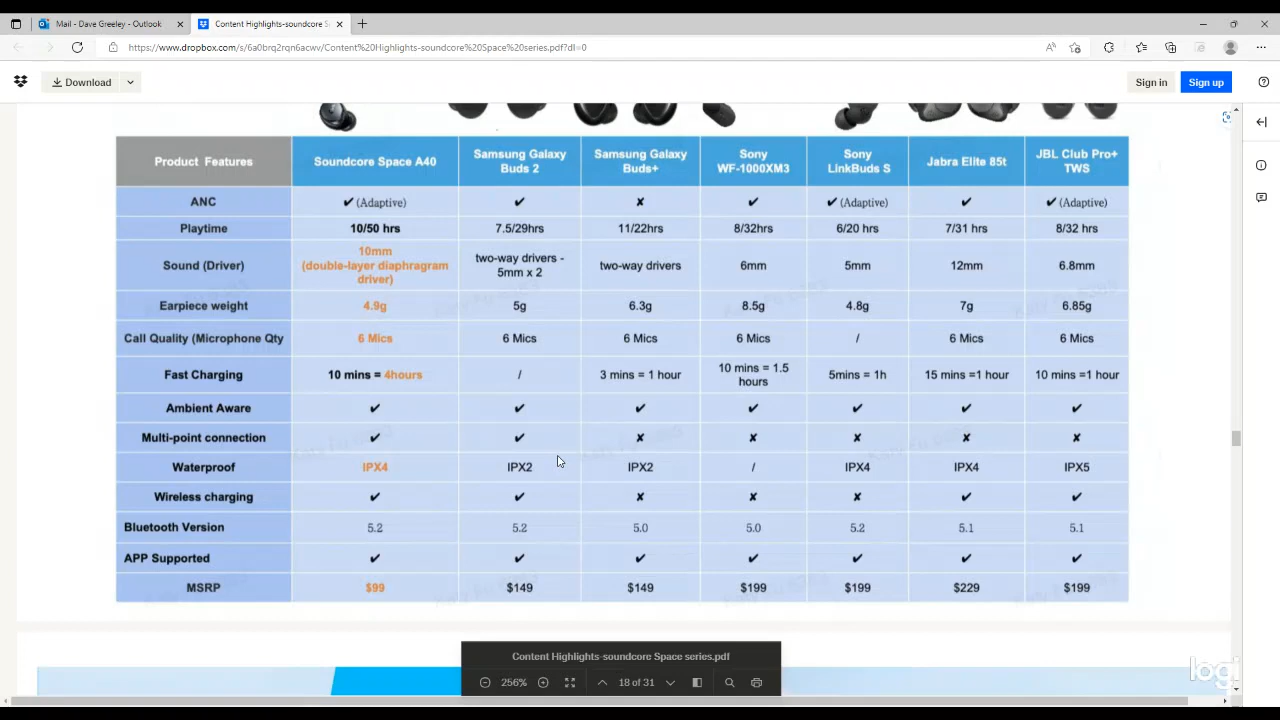 Mail - Dave Greeley - Outlook
Content Highlights-soundcore S
https://www.dropbox.com/s/6a0brq2rqn6acwv/Content%20Highlights-soundcore%20Space%20series.pdf?dl=0
Download
Sign in
Sign up
Product Features Soundcore Space A40 Samsung Galaxy Buds 2 Samsung Galaxy Buds+ Sony WF-1000XM3 Sony LinkBuds S Jabra Elite 85t JBL Club Pro+ TWS
ANC ✔ (Adaptive) ✔ ✘ ✔ ✔ (Adaptive) ✔ ✔ (Adaptive)
Playtime 10/50 hrs 7.5/29hrs 11/22hrs 8/32hrs 6/20 hrs 7/31 hrs 8/32 hrs
Sound (Driver) 10mm (double-layer diaphragram driver) two-way drivers - 5mm x 2 two-way drivers 6mm 5mm 12mm 6.8mm
Earpiece weight 4.9g 5g 6.3g 8.5g 4.8g 7g 6.85g
Call Quality (Microphone Qty 6 Mics 6 Mics 6 Mics 6 Mics / 6 Mics 6 Mics
Fast Charging 10 mins = 4hours / 3 mins = 1 hour 10 mins = 1.5 hours 5mins = 1h 15 mins =1 hour 10 mins =1 hour
Ambient Aware ✔ ✔ ✔ ✔ ✔ ✔ ✔
Multi-point connection ✔ ✔ ✘ ✘ ✘ ✘ ✘
Waterproof IPX4 IPX2 IPX2 / IPX4 IPX4 IPX5
Wireless charging ✔ ✔ ✘ ✘ ✘ ✔ ✔
Bluetooth Version 5.2 5.2 5.0 5.0 5.2 5.1 5.1
APP Supported ✔ ✔ ✔ ✔ ✔ ✔ ✔
MSRP $99 $149 $149 $199 $199 $229 $199
Content Highlights-soundcore Space series.pdf
256%
18 of 31
logi